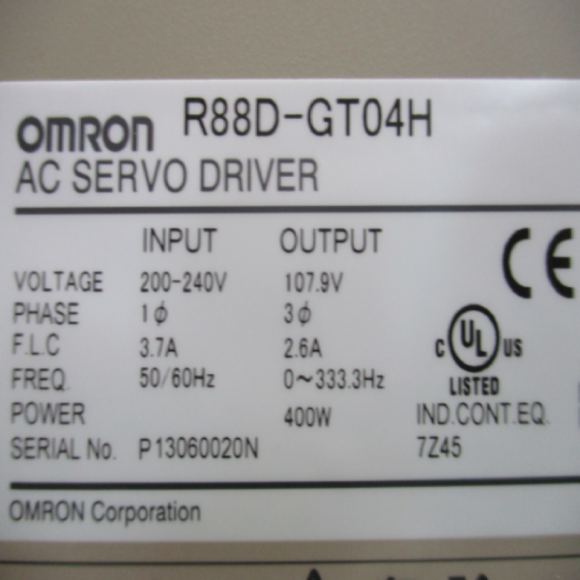 OMRON R88D-GT04H
AC SERVO DRIVER
INPUT OUTPUT
VOLTAGE 200-240V 107.9V
PHASE 1ϕ 3ϕ
F.L.C 3.7A 2.6A
FREQ. 50/60Hz 0~333.3Hz
POWER 400W
SERIAL No. P13060020N
CE
C UL US
LISTED
IND.CONT.EQ.
7Z45
OMRON Corporation